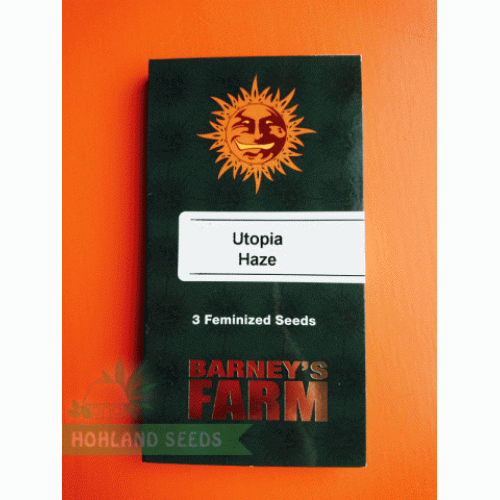 Utopia
Haze
3 Feminized Seeds
BARNEY'S
FARM
HOHLAND SEEDS